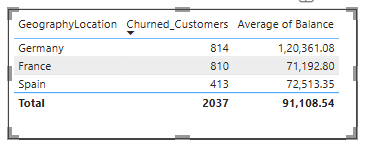 GeographyLocation Churned_Customers Average of Balance
Germany 814 1,20,361.08
France 810 71,192.80
Spain 413 72,513.35
Total 2037 91,108.54